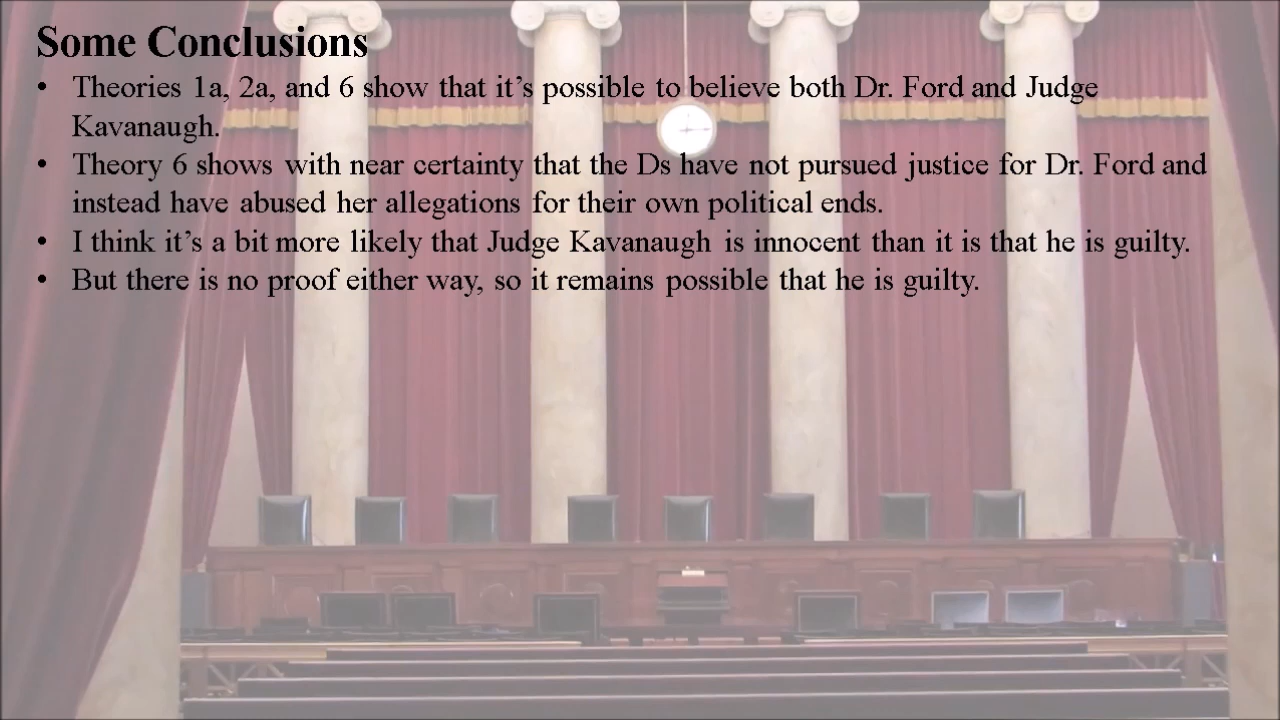 Some Conclusions
• Theories 1a, 2a, and 6 show that it's possible to believe both Dr. Ford and Judge
Kavanaugh.
• Theory 6 shows with near certainty that the Ds have not pursued justice for Dr. Ford and
instead have abused her allegations for their own political ends.
• I think it's a bit more likely that Judge Kavanaugh is innocent than it is that he is guilty.
• But there is no proof either way, so it remains possible that he is guilty.